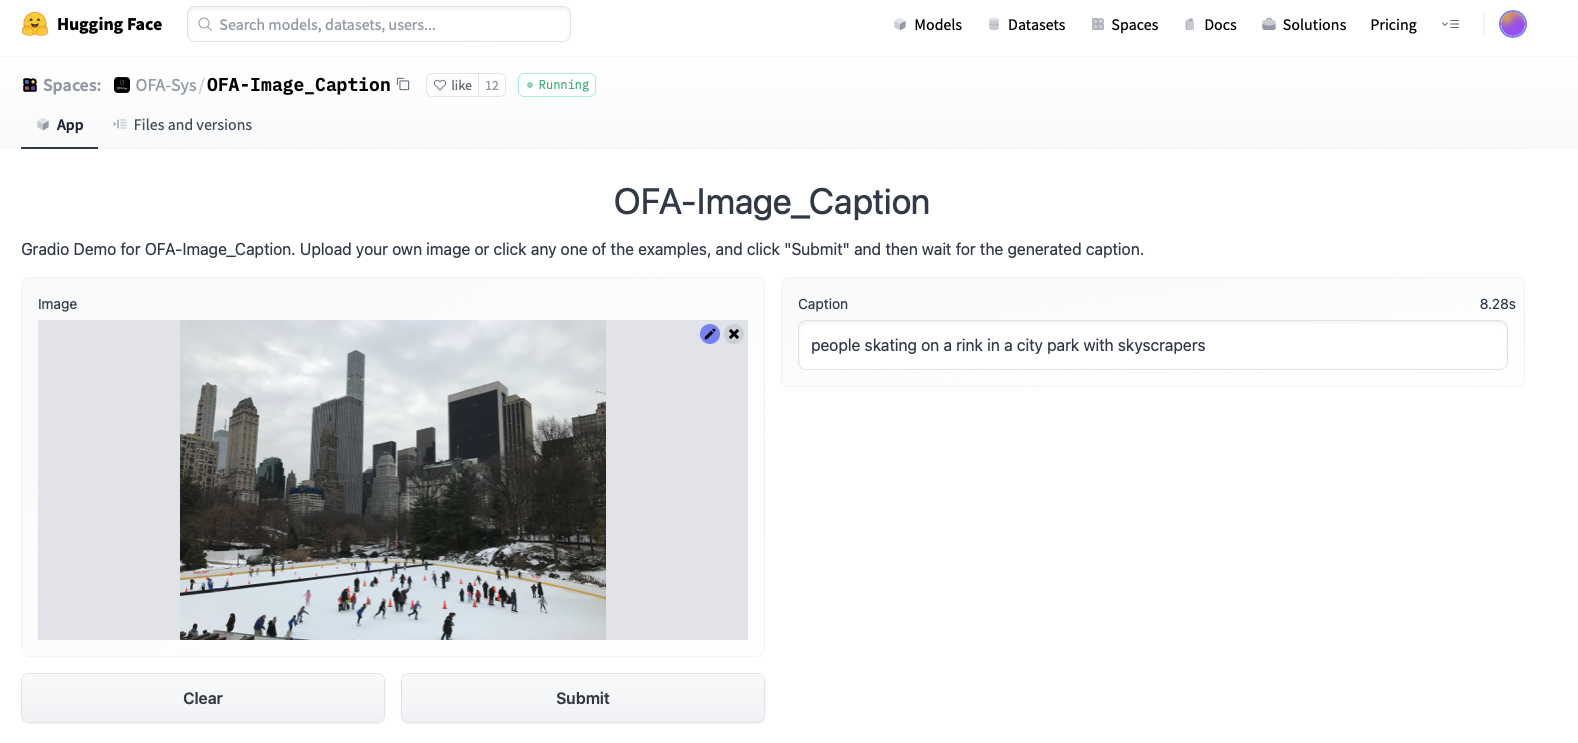 Hugging Face
Search models, datasets, users...
Models
Datasets
Spaces
Docs
Solutions
Pricing
Spaces:
OFA-Sys/OFA-Image_Caption
like
12
Running
App
Files and versions
OFA-Image_Caption
Gradio Demo for OFA-Image_Caption. Upload your own image or click any one of the examples, and click "Submit" and then wait for the generated caption.
Image
Caption
8.28s
people skating on a rink in a city park with skyscrapers
Clear
Submit